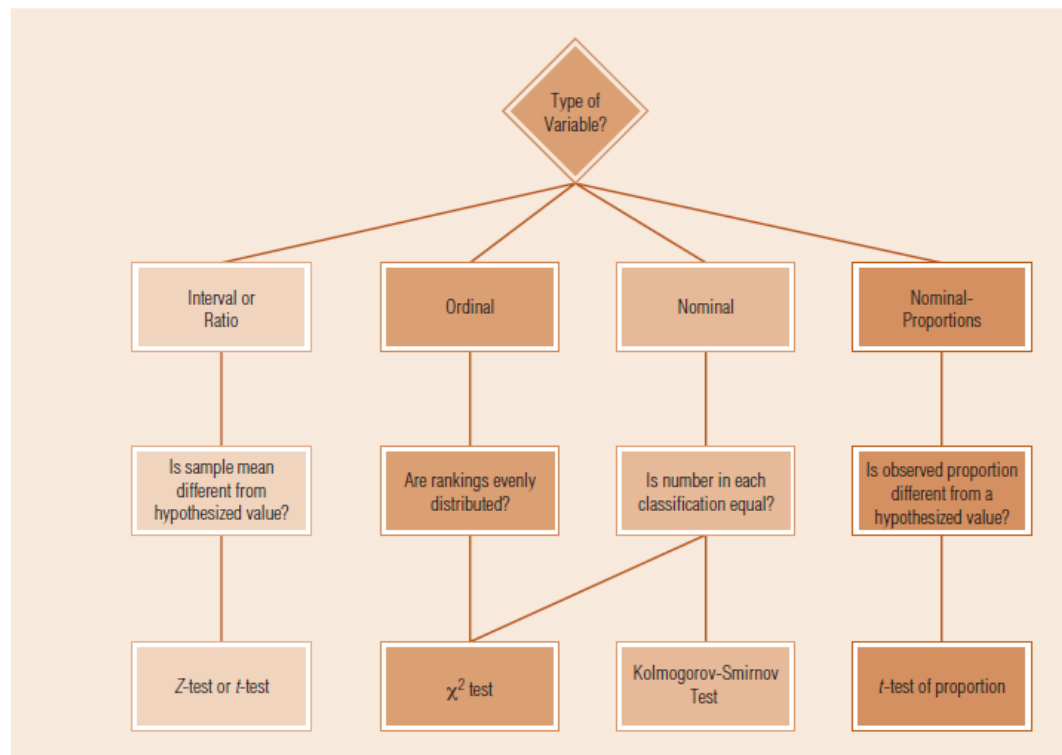 Type of
Variable?
Interval or
Ratio
Ordinal
Nominal
Nominal-
Proportions
Is sample mean
different from
hypothesized value?
Are rankings evenly
distributed?
Is number in each
classification equal?
Is observed proportion
different from a
hypothesized value?
Z-test or t-test
χ² test
Kolmogorov-Smirnov
Test
t-test of proportion